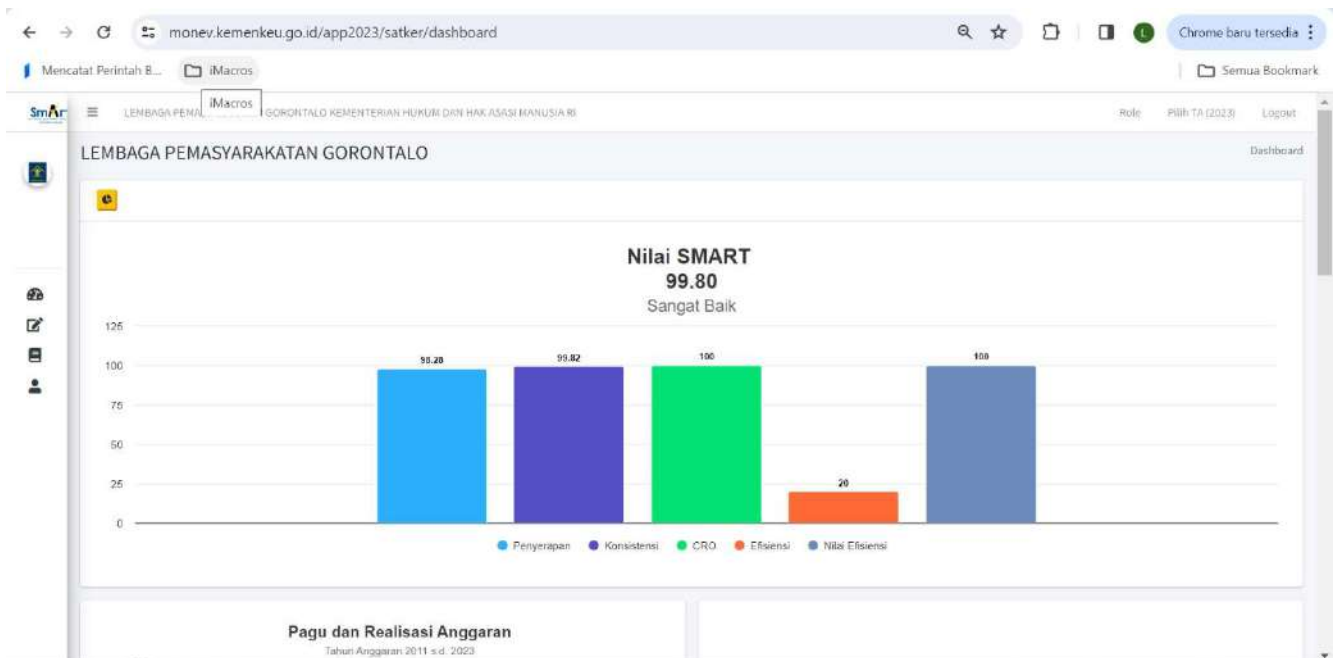 monev.kemenkeu.go.id/app2023/satker/dashboard
L
Chrome baru tersedia
Mencatat Perintah B...
iMacros
Semua Bookmark
SmArt
LEMBAGA PEMA
iMacros
GORONTALO KEMENTERIAN HUKUM DAN HAK ASASI MANUSIA RI
Role
Pilih TA (2023)
Logout
LEMBAGA PEMASYARAKATAN GORONTALO
Dashboard
Nilai SMART
99.80
Sangat Baik
125
100
75
50
25
0
98.28
99.82
100
20
100
Penyerapan
Konsistensi
CRO
Efisiensi
Nilai Efisiensi
Pagu dan Realisasi Anggaran
Tahun Anggaran 2011 s.d. 2023